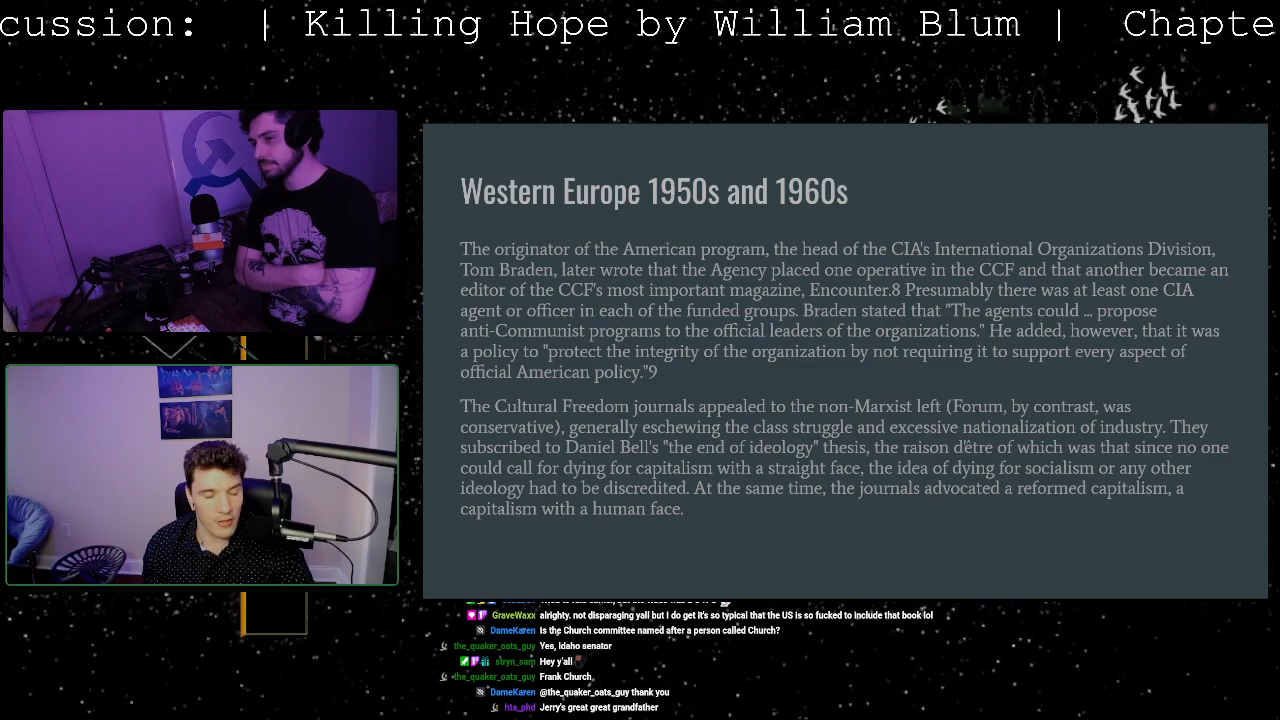 cussion:  | Killing Hope by William Blum |  Chapte
Western Europe 1950s and 1960s
The originator of the American program, the head of the CIA's International Organizations Division,
Tom Braden, later wrote that the Agency placed one operative in the CCF and that another became an
editor of the CCF's most important magazine, Encounter.8 Presumably there was at least one CIA
agent or officer in each of the funded groups. Braden stated that "The agents could ... propose
anti-Communist programs to the official leaders of the organizations." He added, however, that it was
a policy to "protect the integrity of the organization by not requiring it to support every aspect of
official American policy."9
The Cultural Freedom journals appealed to the non-Marxist left (Forum, by contrast, was
conservative), generally eschewing the class struggle and excessive nationalization of industry. They
subscribed to Daniel Bell's "the end of ideology" thesis, the raison d'être of which was that since no one
could call for dying for capitalism with a straight face, the idea of dying for socialism or any other
ideology had to be discredited. At the same time, the journals advocated a reformed capitalism, a
capitalism with a human face.
GraveWaxx alrighty. not disparaging yall but I do get it's so typical that the US is so fucked to include that book lol
DameKaren Is the Church committee named after a person called Church?
the_quaker_oats_guy Yes, Idaho senator
stryn_sam Hey y'all
the_quaker_oats_guy Frank Church
DameKaren @the_quaker_oats_guy thank you
hta_phd Jerry's great great grandfather